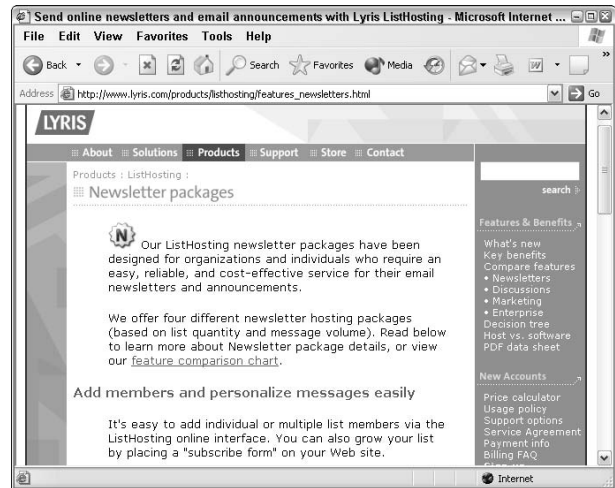 Send online newsletters and email announcements with Lyris ListHosting - Microsoft Internet ...
File Edit View Favorites Tools Help
Back Search Favorites Media »
Address http://www.lyris.com/products/listhosting/features_newsletters.html Go
LYRIS
About Solutions Products Support Store Contact
Products : ListHosting :
Newsletter packages
N Our ListHosting newsletter packages have been
designed for organizations and individuals who require an
easy, reliable, and cost-effective service for their email
newsletters and announcements.
We offer four different newsletter hosting packages
(based on list quantity and message volume). Read below
to learn more about Newsletter package details, or view
our feature comparison chart.
Add members and personalize messages easily
It's easy to add individual or multiple list members via the
ListHosting online interface. You can also grow your list
by placing a "subscribe form" on your Web site.
search
Features & Benefits
What's new
Key benefits
Compare features
• Newsletters
• Discussions
• Marketing
• Enterprise
Decision tree
Host vs. software
PDF data sheet
New Accounts
Price calculator
Usage policy
Support options
Service Agreement
Payment info
Billing FAQ
Internet